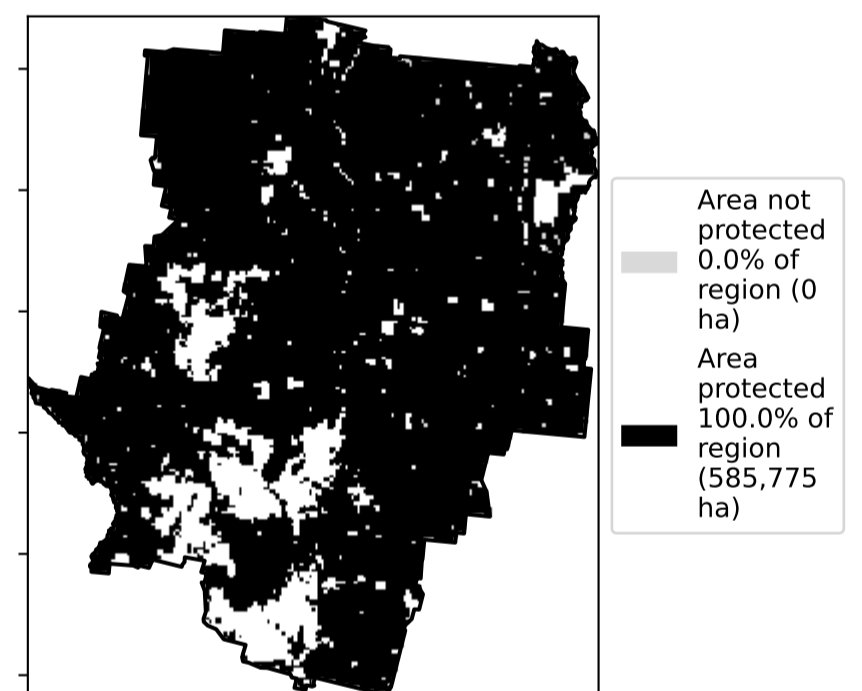 Area not
protected
0.0% of
region (0
ha)
Area
protected
100.0% of
region
(585,775
ha)